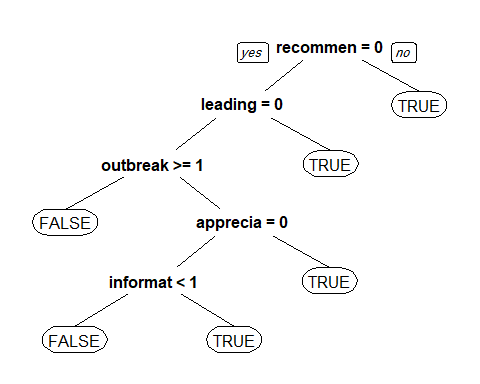 yes recommen = 0 no
leading = 0 TRUE
outbreak >= 1 TRUE
FALSE apprecia = 0
informat < 1 TRUE
FALSE TRUE